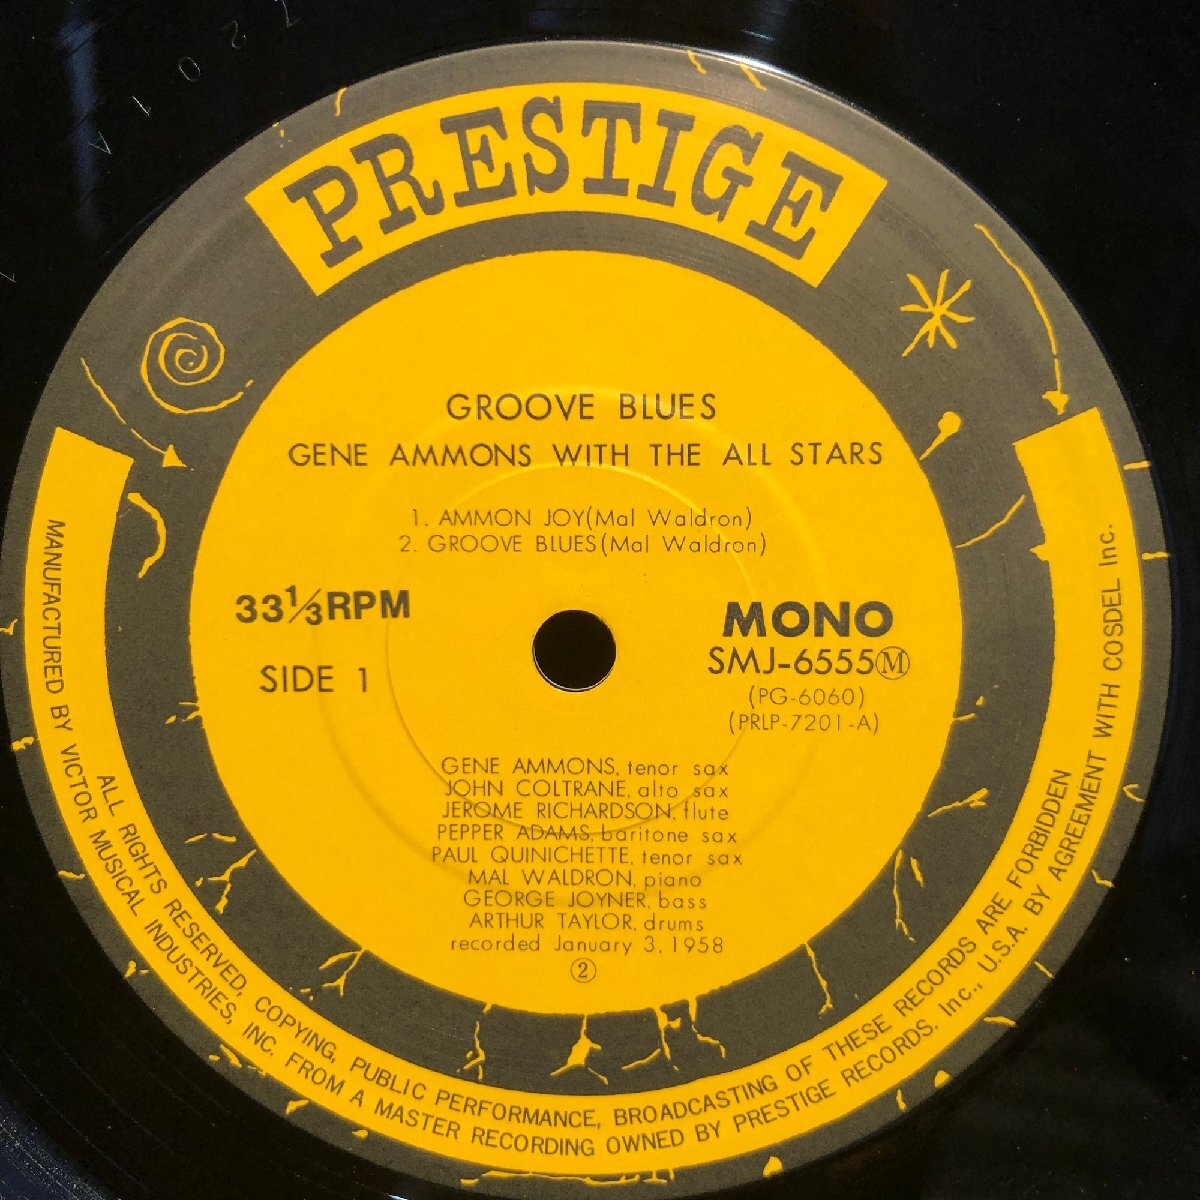 PRESTIGE
GROOVE BLUES
GENE AMMONS WITH THE ALL STARS
1. AMMON JOY(Mal Waldron)
2. GROOVE BLUES(Mal Waldron)
33⅓RPM
SIDE 1
MONO
SMJ-6555Ⓜ
(PG-6060)
(PRLP-7201-A)
GENE AMMONS, tenor sax
JOHN COLTRANE, alto sax
JEROME RICHARDSON, flute
PEPPER ADAMS, baritone sax
PAUL QUINICHETTE, tenor sax
MAL WALDRON, piano
GEORGE JOYNER, bass
ARTHUR TAYLOR, drums
recorded January 3, 1958
②
ALL RIGHTS RESERVED, COPYING, PUBLIC PERFORMANCE, BROADCASTING OF THESE RECORDS ARE FORBIDDEN
MANUFACTURED BY VICTOR MUSICAL INDUSTRIES, INC. FROM A MASTER RECORDING OWNED BY PRESTIGE RECORDS. Inc., U.S.A. BY AGREEMENT WITH COSDEL Inc.